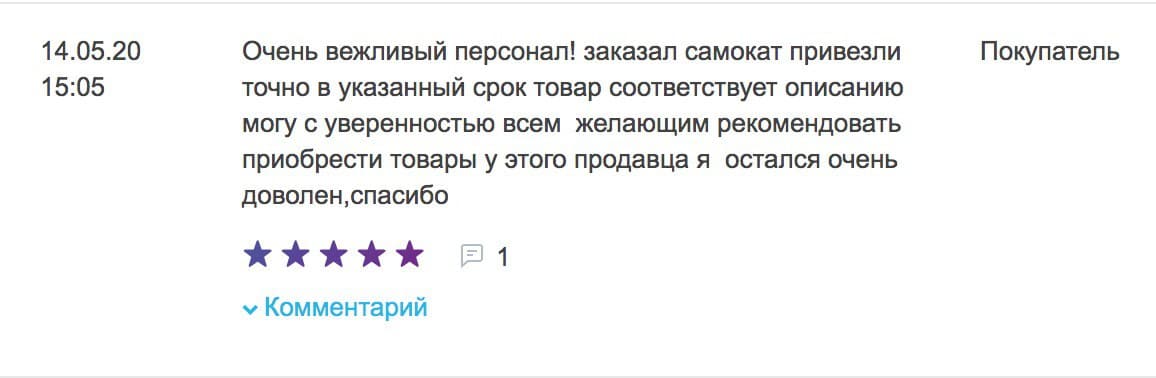 14.05.20
15:05
Очень вежливый персонал! заказал самокат привезли
точно в указанный срок товар соответствует описанию
могу с уверенностью всем  желающим рекомендовать
приобрести товары у этого продавца я  остался очень
доволен,спасибо
Покупатель
1
Комментарий